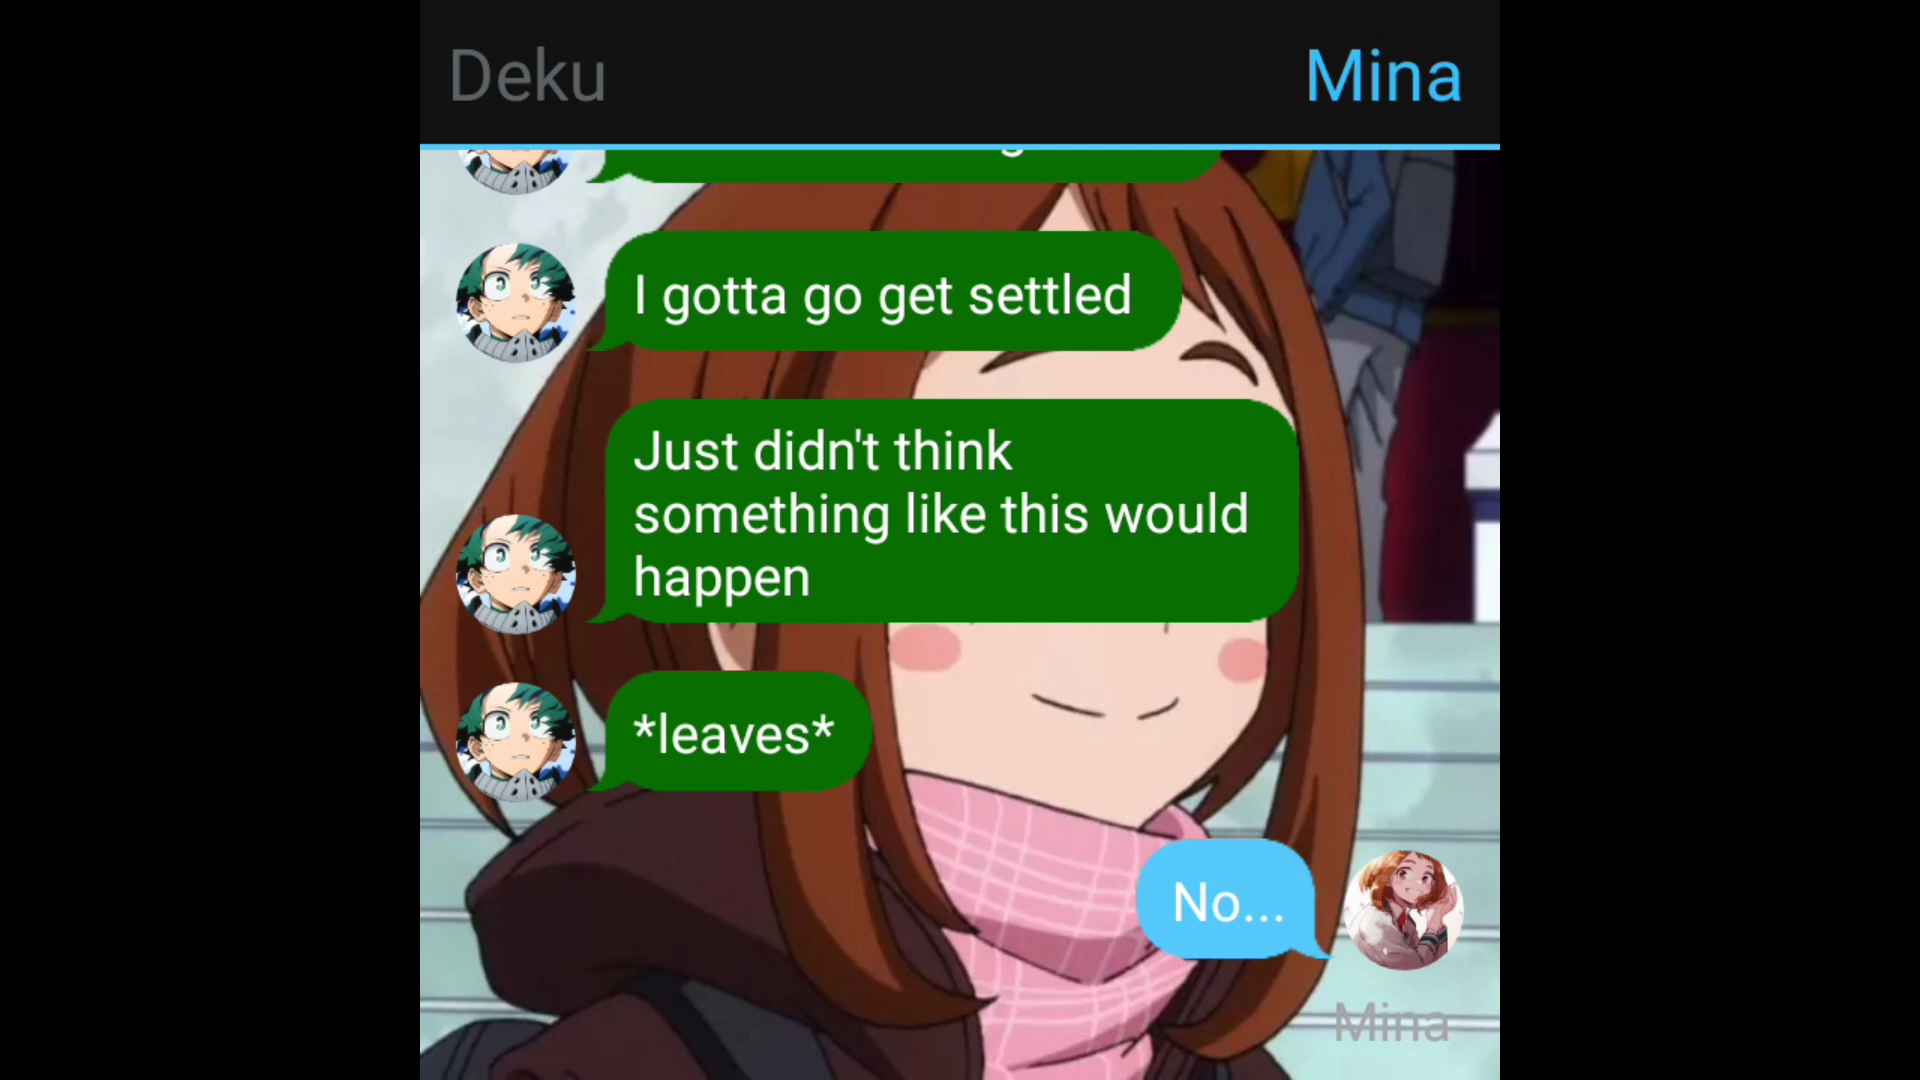 Deku
Mina
I gotta go get settled
Just didn't think
something like this would
happen
*leaves*
No...
Mina